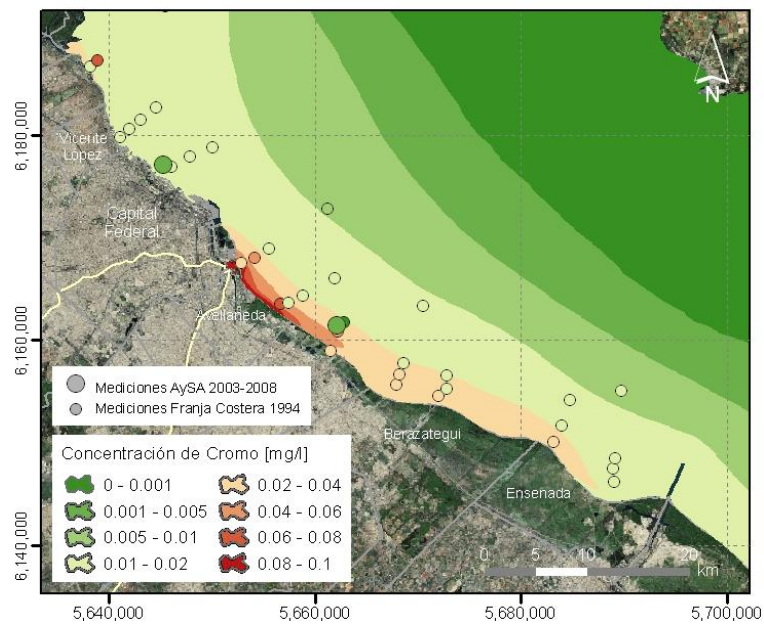 6,180,000
6,160,000
6,140,000
N
Vicente
López
Capital
Federal
Avellaneda
Berazategui
Ensenada
Mediciones AySA 2003-2008
Mediciones Franja Costera 1994
Concentración de Cromo [mg/l]
0 - 0.001
0.001 - 0.005
0.005 - 0.01
0.01 - 0.02
0.02 - 0.04
0.04 - 0.06
0.06 - 0.08
0.08 - 0.1
0 5 10 20
km
5,640,000 5,660,000 5,680,000 5,700,000